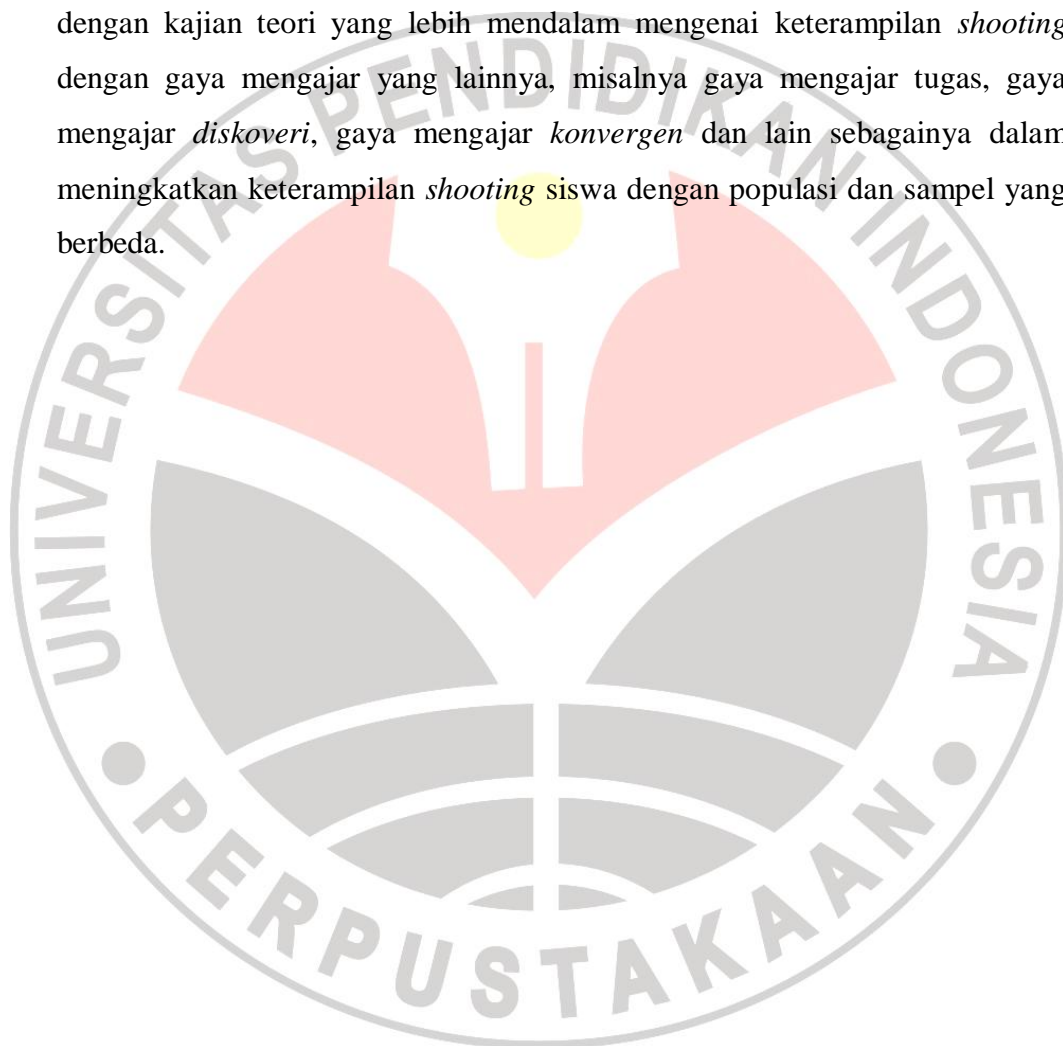 dengan kajian teori yang lebih mendalam mengenai keterampilan shooting
dengan gaya mengajar yang lainnya, misalnya gaya mengajar tugas, gaya
mengajar diskoveri, gaya mengajar konvergen dan lain sebagainya dalam
meningkatkan keterampilan shooting siswa dengan populasi dan sampel yang
berbeda.
UNIVERSITAS PENDIDIKAN INDONESIA
PERPUSTAKAAN